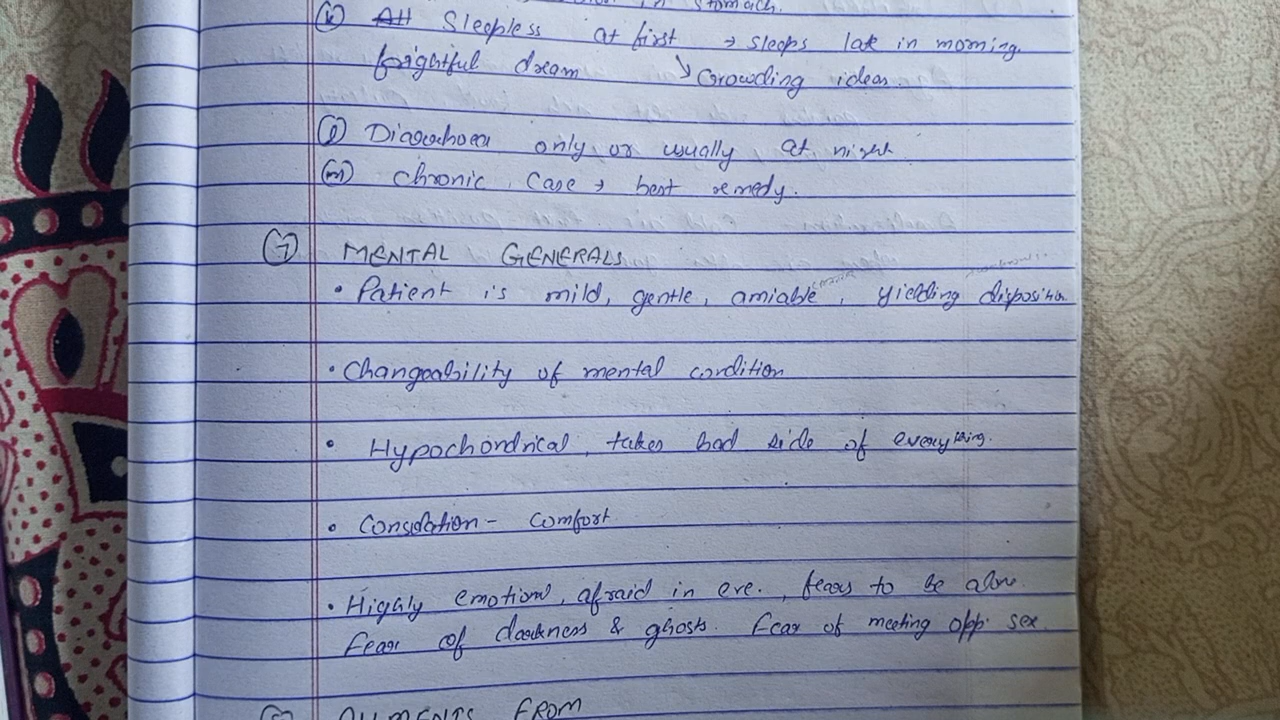 in stomach.
(k) Sleepless at first → sleeps late in morning.
frightful dream ↘ Crowding ideas.
(l) Diarrhoea only or usually, at night.
(m) chronic case → best remedy.
(7) MENTAL GENERALS.
• Patient is mild, gentle, amiable, yielding disposition
• Changeability of mental condition
• Hypochondrical, takes bad side of everything.
• Consolation - Comfort
• Highly emotional, afraid in eve., fears to be alone.
Fear of darkness & ghosts. Fear of meeting opp. sex.
AILMENTS FROM